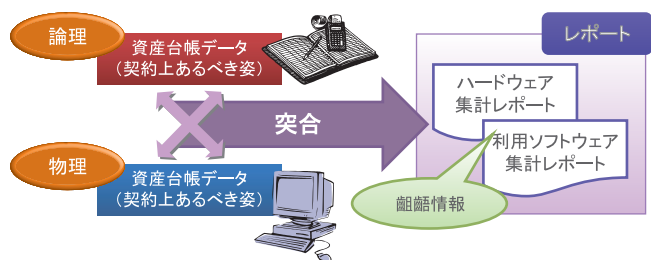 論理
資産台帳データ
（契約上あるべき姿）
物理
資産台帳データ
（契約上あるべき姿）
突合
レポート
ハードウェア
集計レポート
利用ソフトウェア
集計レポート
齟齬情報